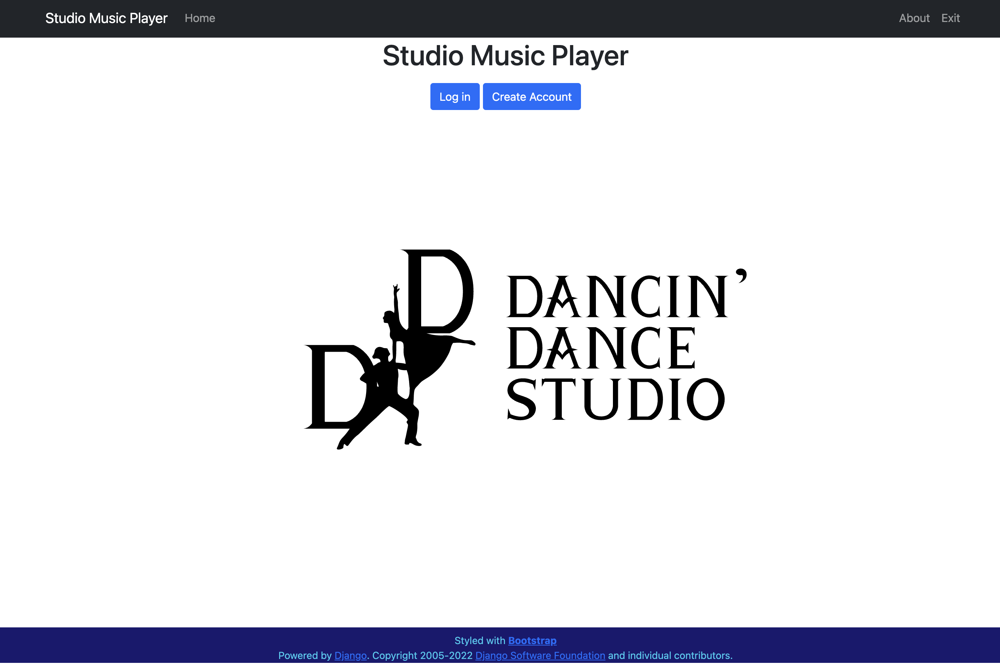 Studio Music Player Home About Exit
Studio Music Player
Log in Create Account
D
D
DANCIN’
DANCE
STUDIO
Styled with Bootstrap
Powered by Django. Copyright 2005-2022 Django Software Foundation and individual contributors.